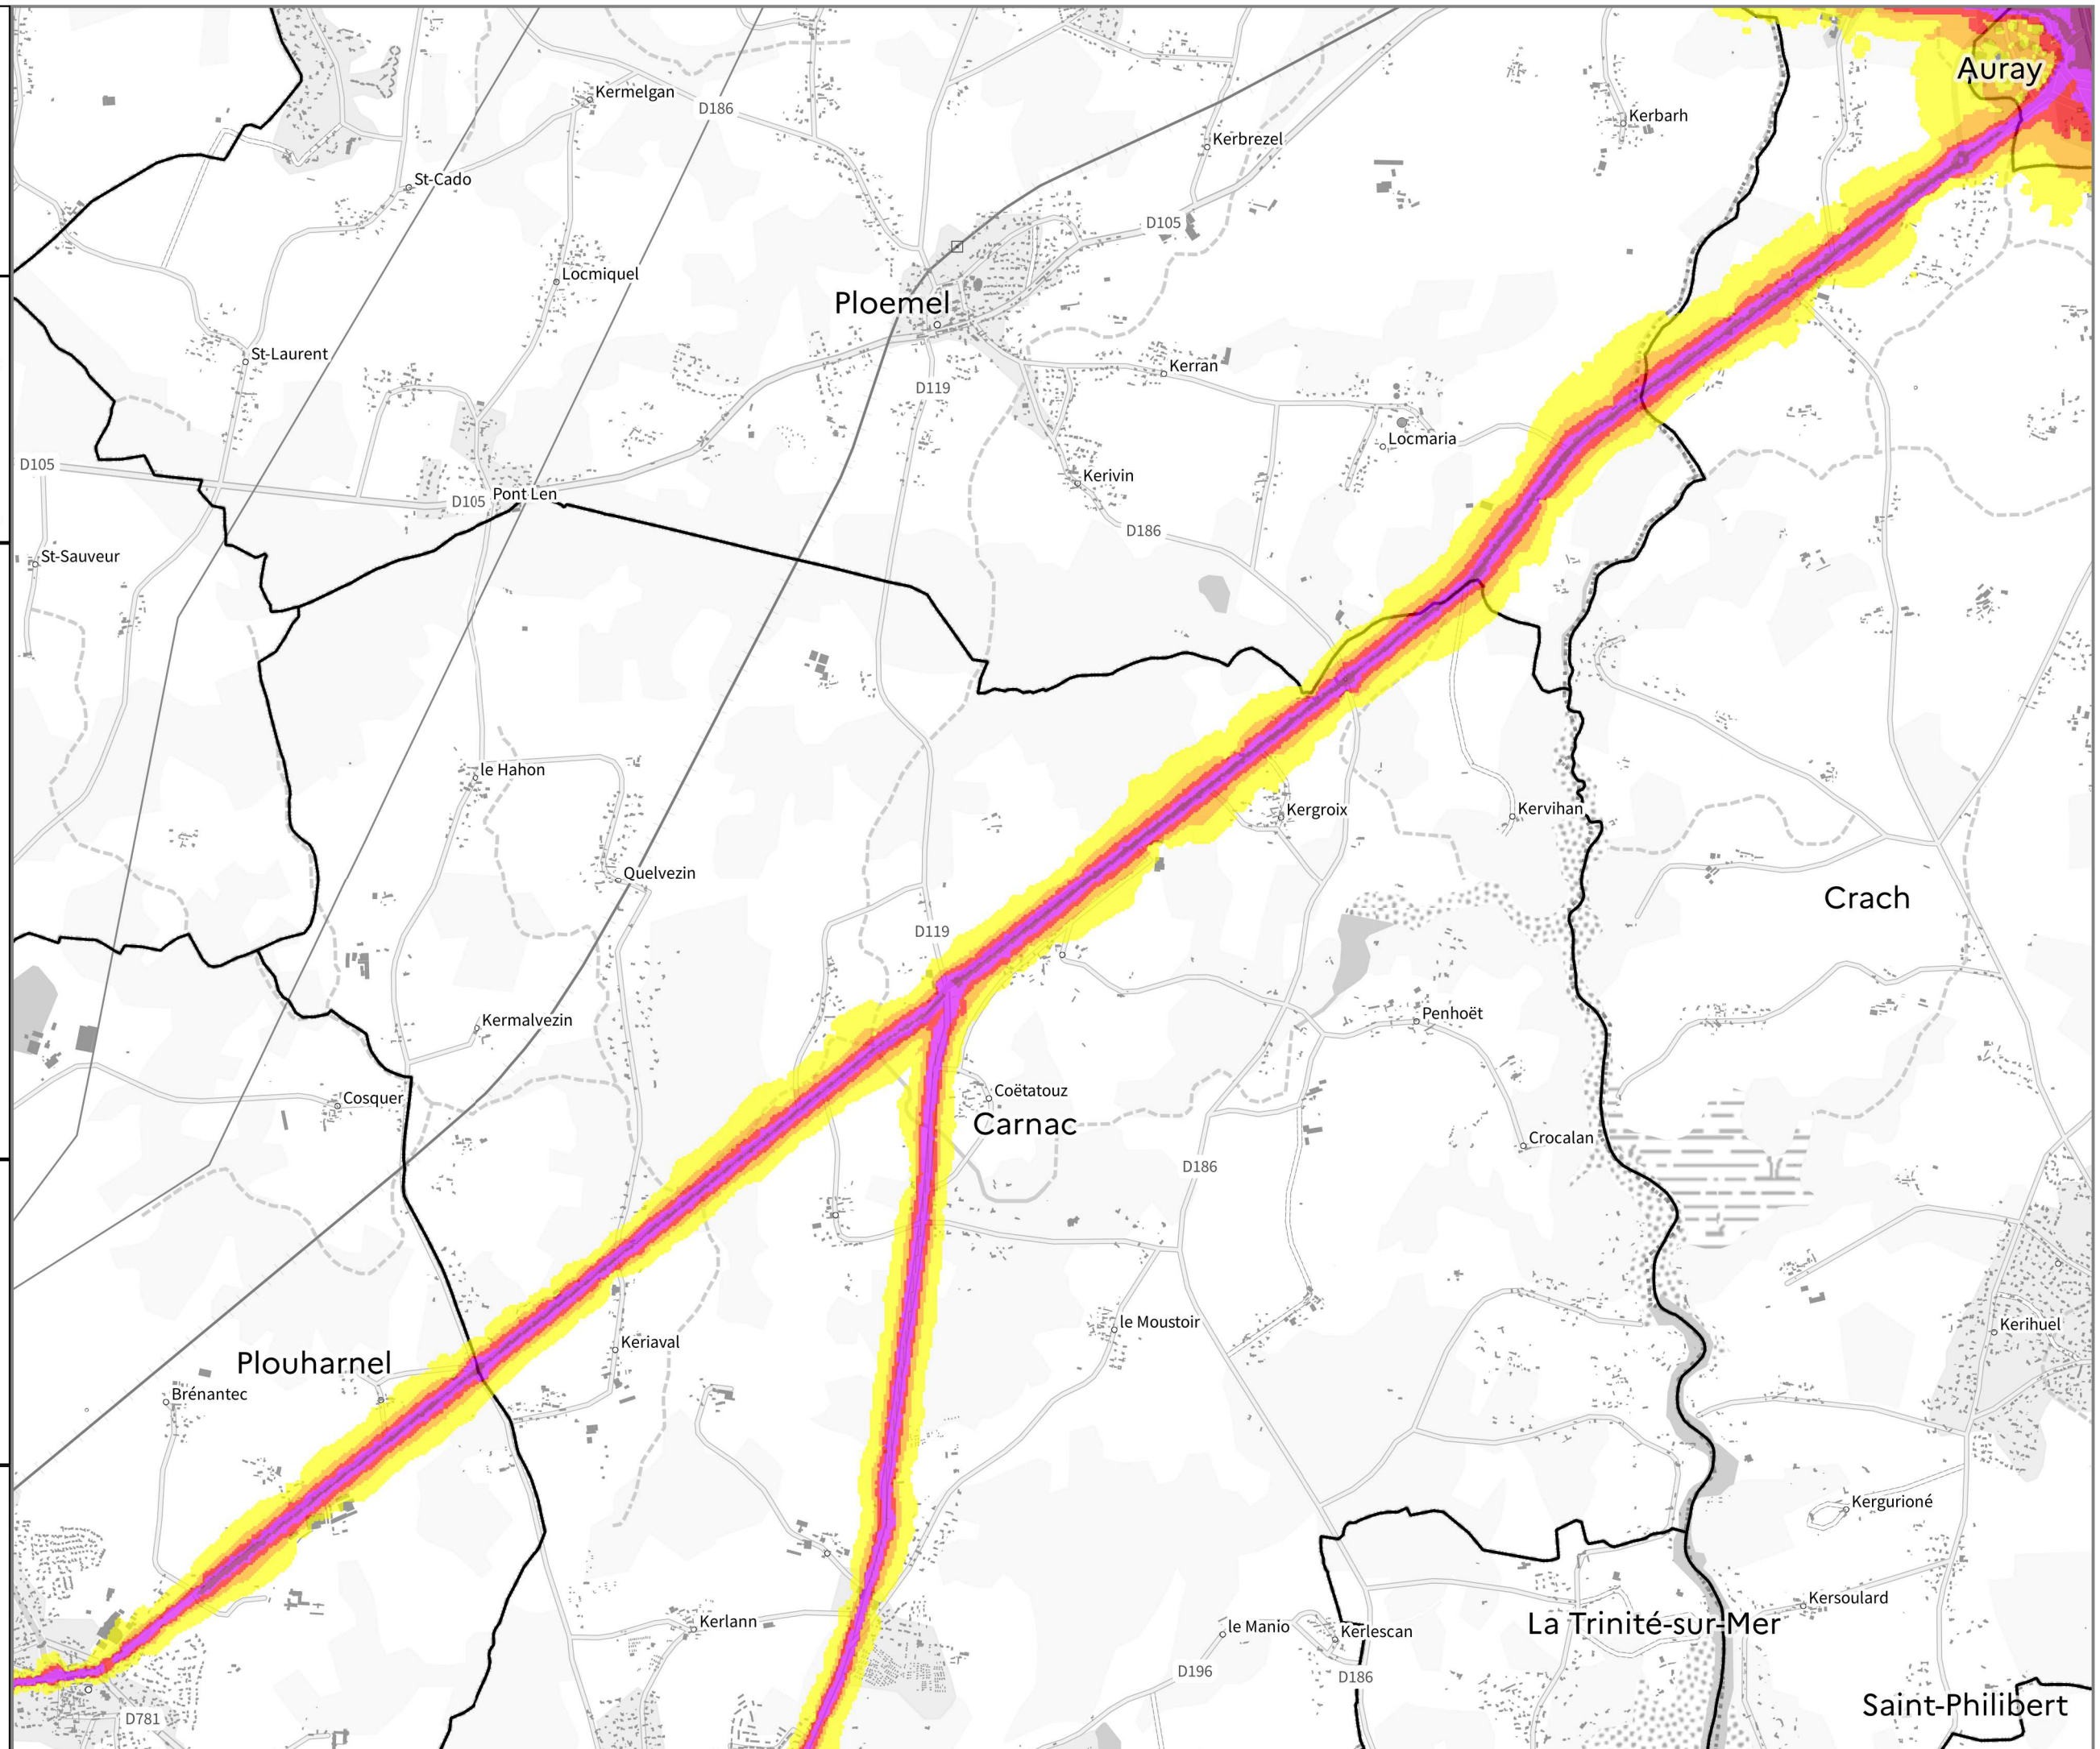 Auray
Kermelgan
D186
Kerbarh
Kerbrezel
St-Cado
D105
Locmiquel
Ploemel
St-Laurent
Kerran
D119
Locmaria
D105
Kerivin
Pont Len
D105
D186
St-Sauveur
le Hahon
Kergroix
Kervihan
Quelvezin
Crach
D119
Penhoët
Kermalvezin
Coëtatouz
Cosquer
Carnac
Crocalan
D186
le Moustoir
Kerihuel
Keriaval
Plouharnel
Brénantec
Kergurioné
Kersoulard
Kerlann
La Trinité-sur-Mer
le Manio
Kerlescan
D196
D186
Saint-Philibert
D781